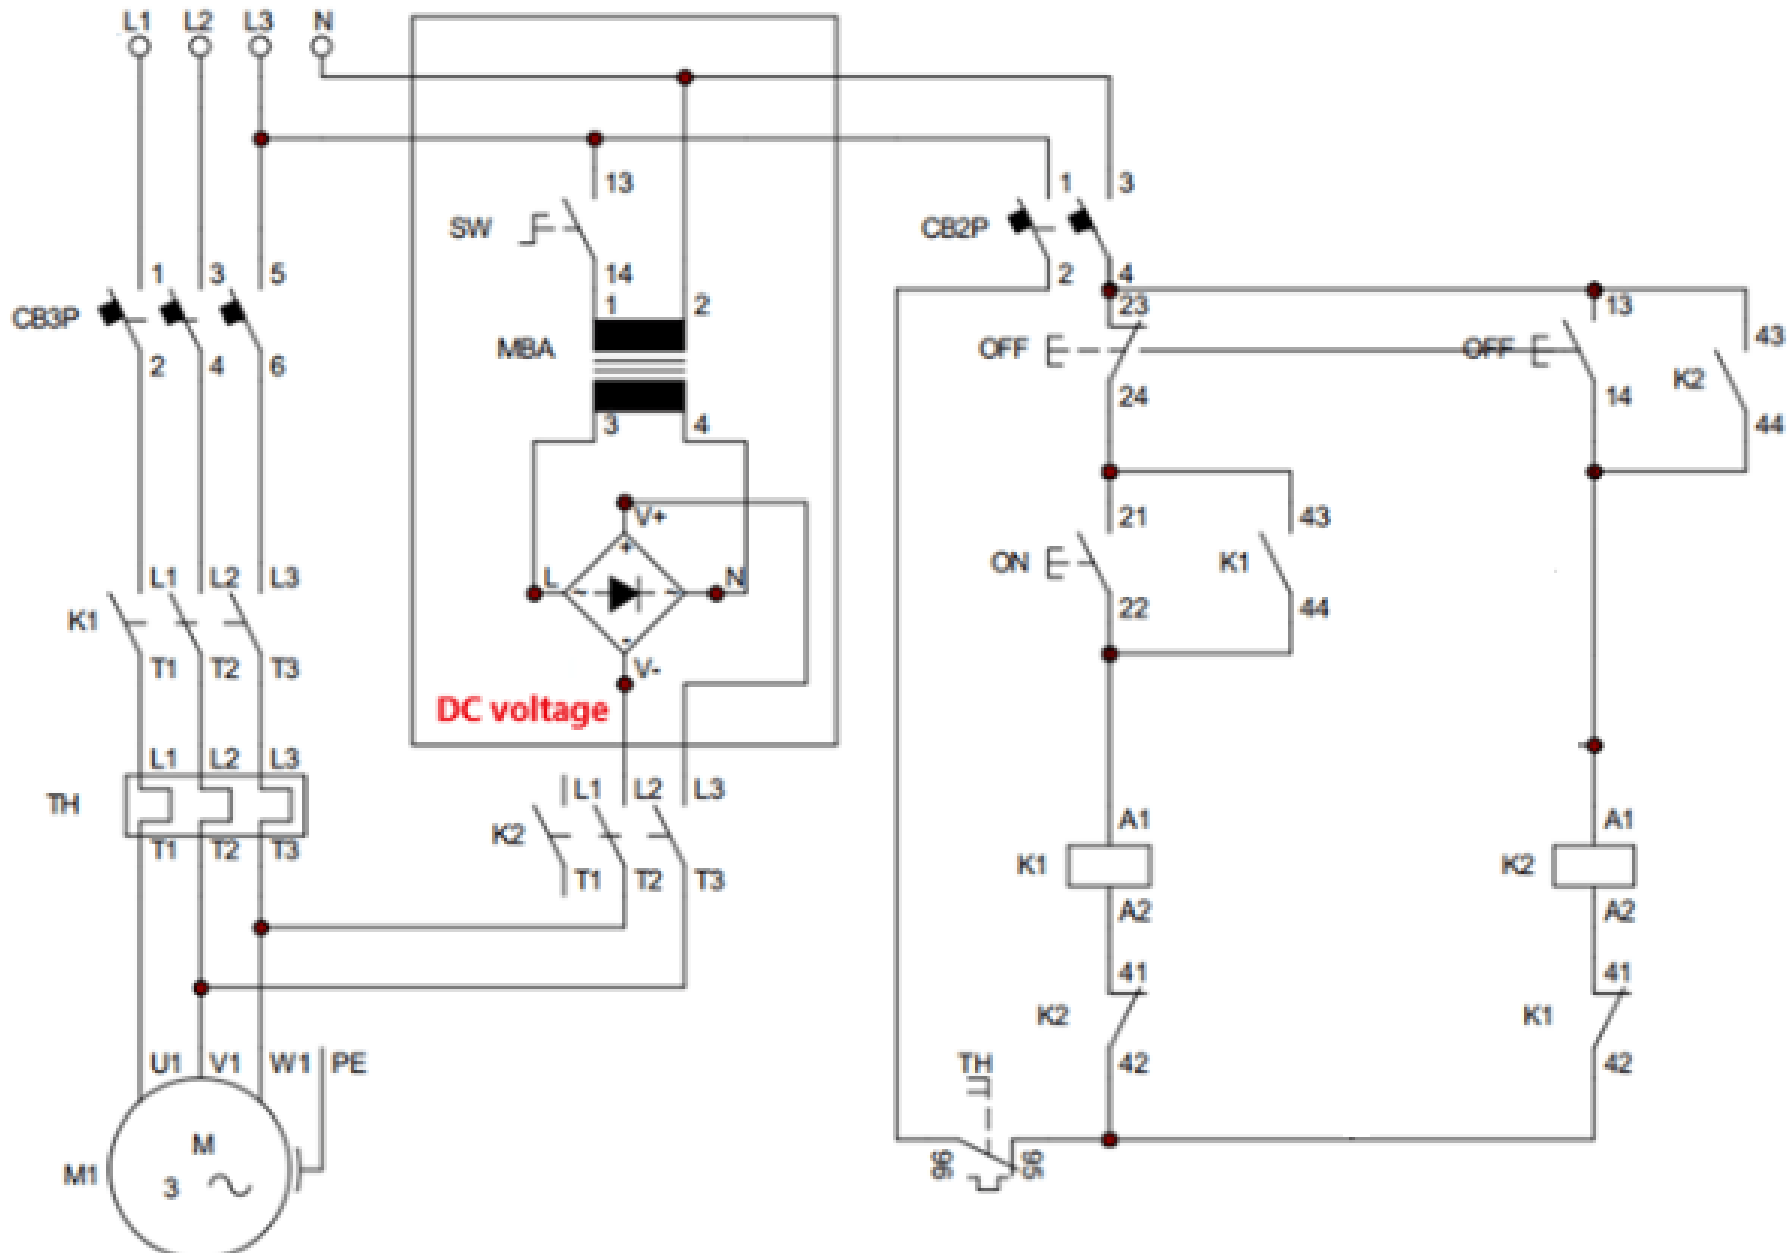 L1 L2 L3 N
13
1 3
SW
CB2P
14
2 4
1 3 5
1 2
23 13
CB3P
MBA
OFF OFF
43
K2
2 4 6
24 14
44
3 4
V+
21 43
L N
ON K1
L1 L2 L3
22 44
K1
-
T1 T2 T3
V-
DC voltage
L1 L2 L3
L1 L2 L3
TH
K2
A1 A1
T1 T2 T3
K1 K2
T1 T2 T3
A2 A2
41 41
K2 K1
U1 V1 W1 PE
TH
42 42
M
M1
3
96 95